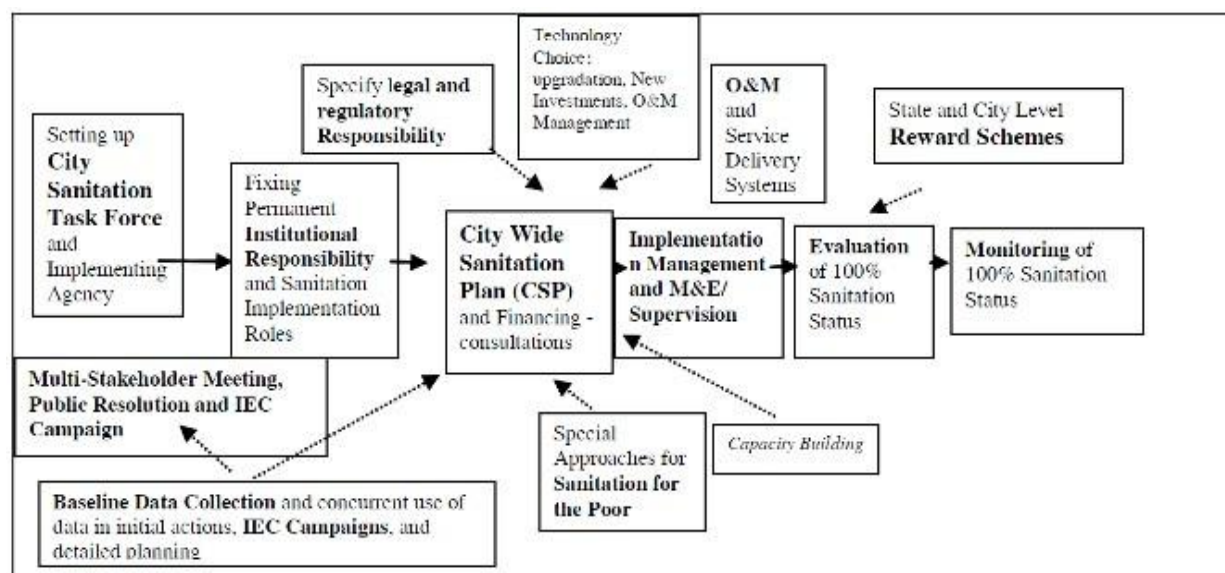 Setting up
City
Sanitation
Task Force
and
Implementing
Agency
Fixing
Permanent
Institutional
Responsibility
and Sanitation
Implementation
Roles
Specify legal and
regulatory
Responsibility
Technology
Choice:
upgradation, New
Investments, O&M
Management
O&M
and
Service
Delivery
Systems
State and City Level
Reward Schemes
City Wide
Sanitation
Plan (CSP)
and Financing -
consultations
Implementatio
n Management
and M&E/
Supervision
Evaluation
of 100%
Sanitation
Status
Monitoring of
100% Sanitation
Status
Multi-Stakeholder Meeting,
Public Resolution and IEC
Campaign
Baseline Data Collection and concurrent use of
data in initial actions, IEC Campaigns, and
detailed planning
Special
Approaches for
Sanitation for
the Poor
Capacity Building